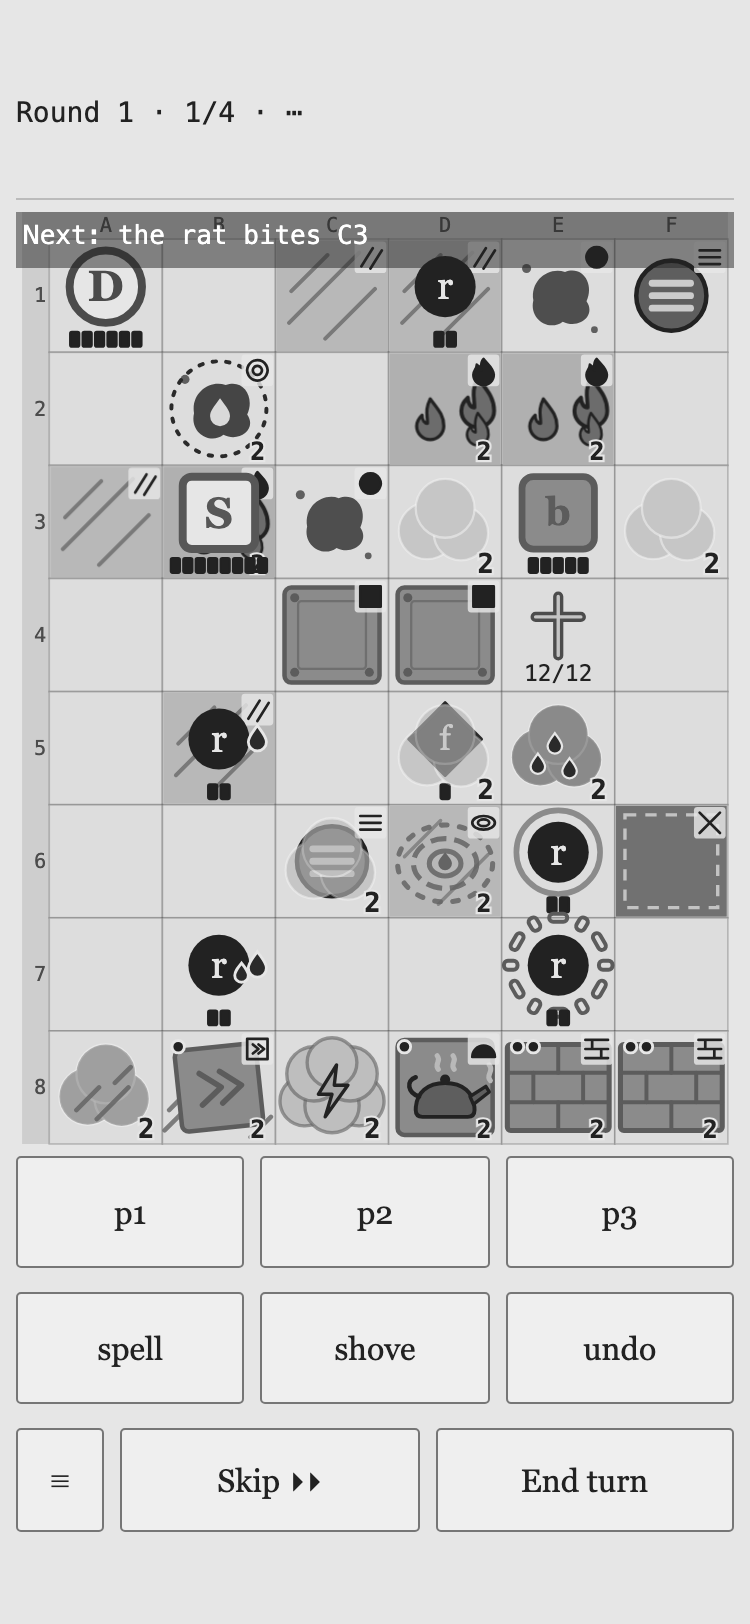 Round 1 · 1/4 · …
A B C D E F
Next: the rat bites C3
1 D r
2 2 2 2
3 S 2 b 2
4 12/12
5 r f 2 2
6 2 2 r
7 r r
8 2 2 2 2 2 2
p1 p2 p3
spell shove undo
≡ Skip ⏵⏵ End turn